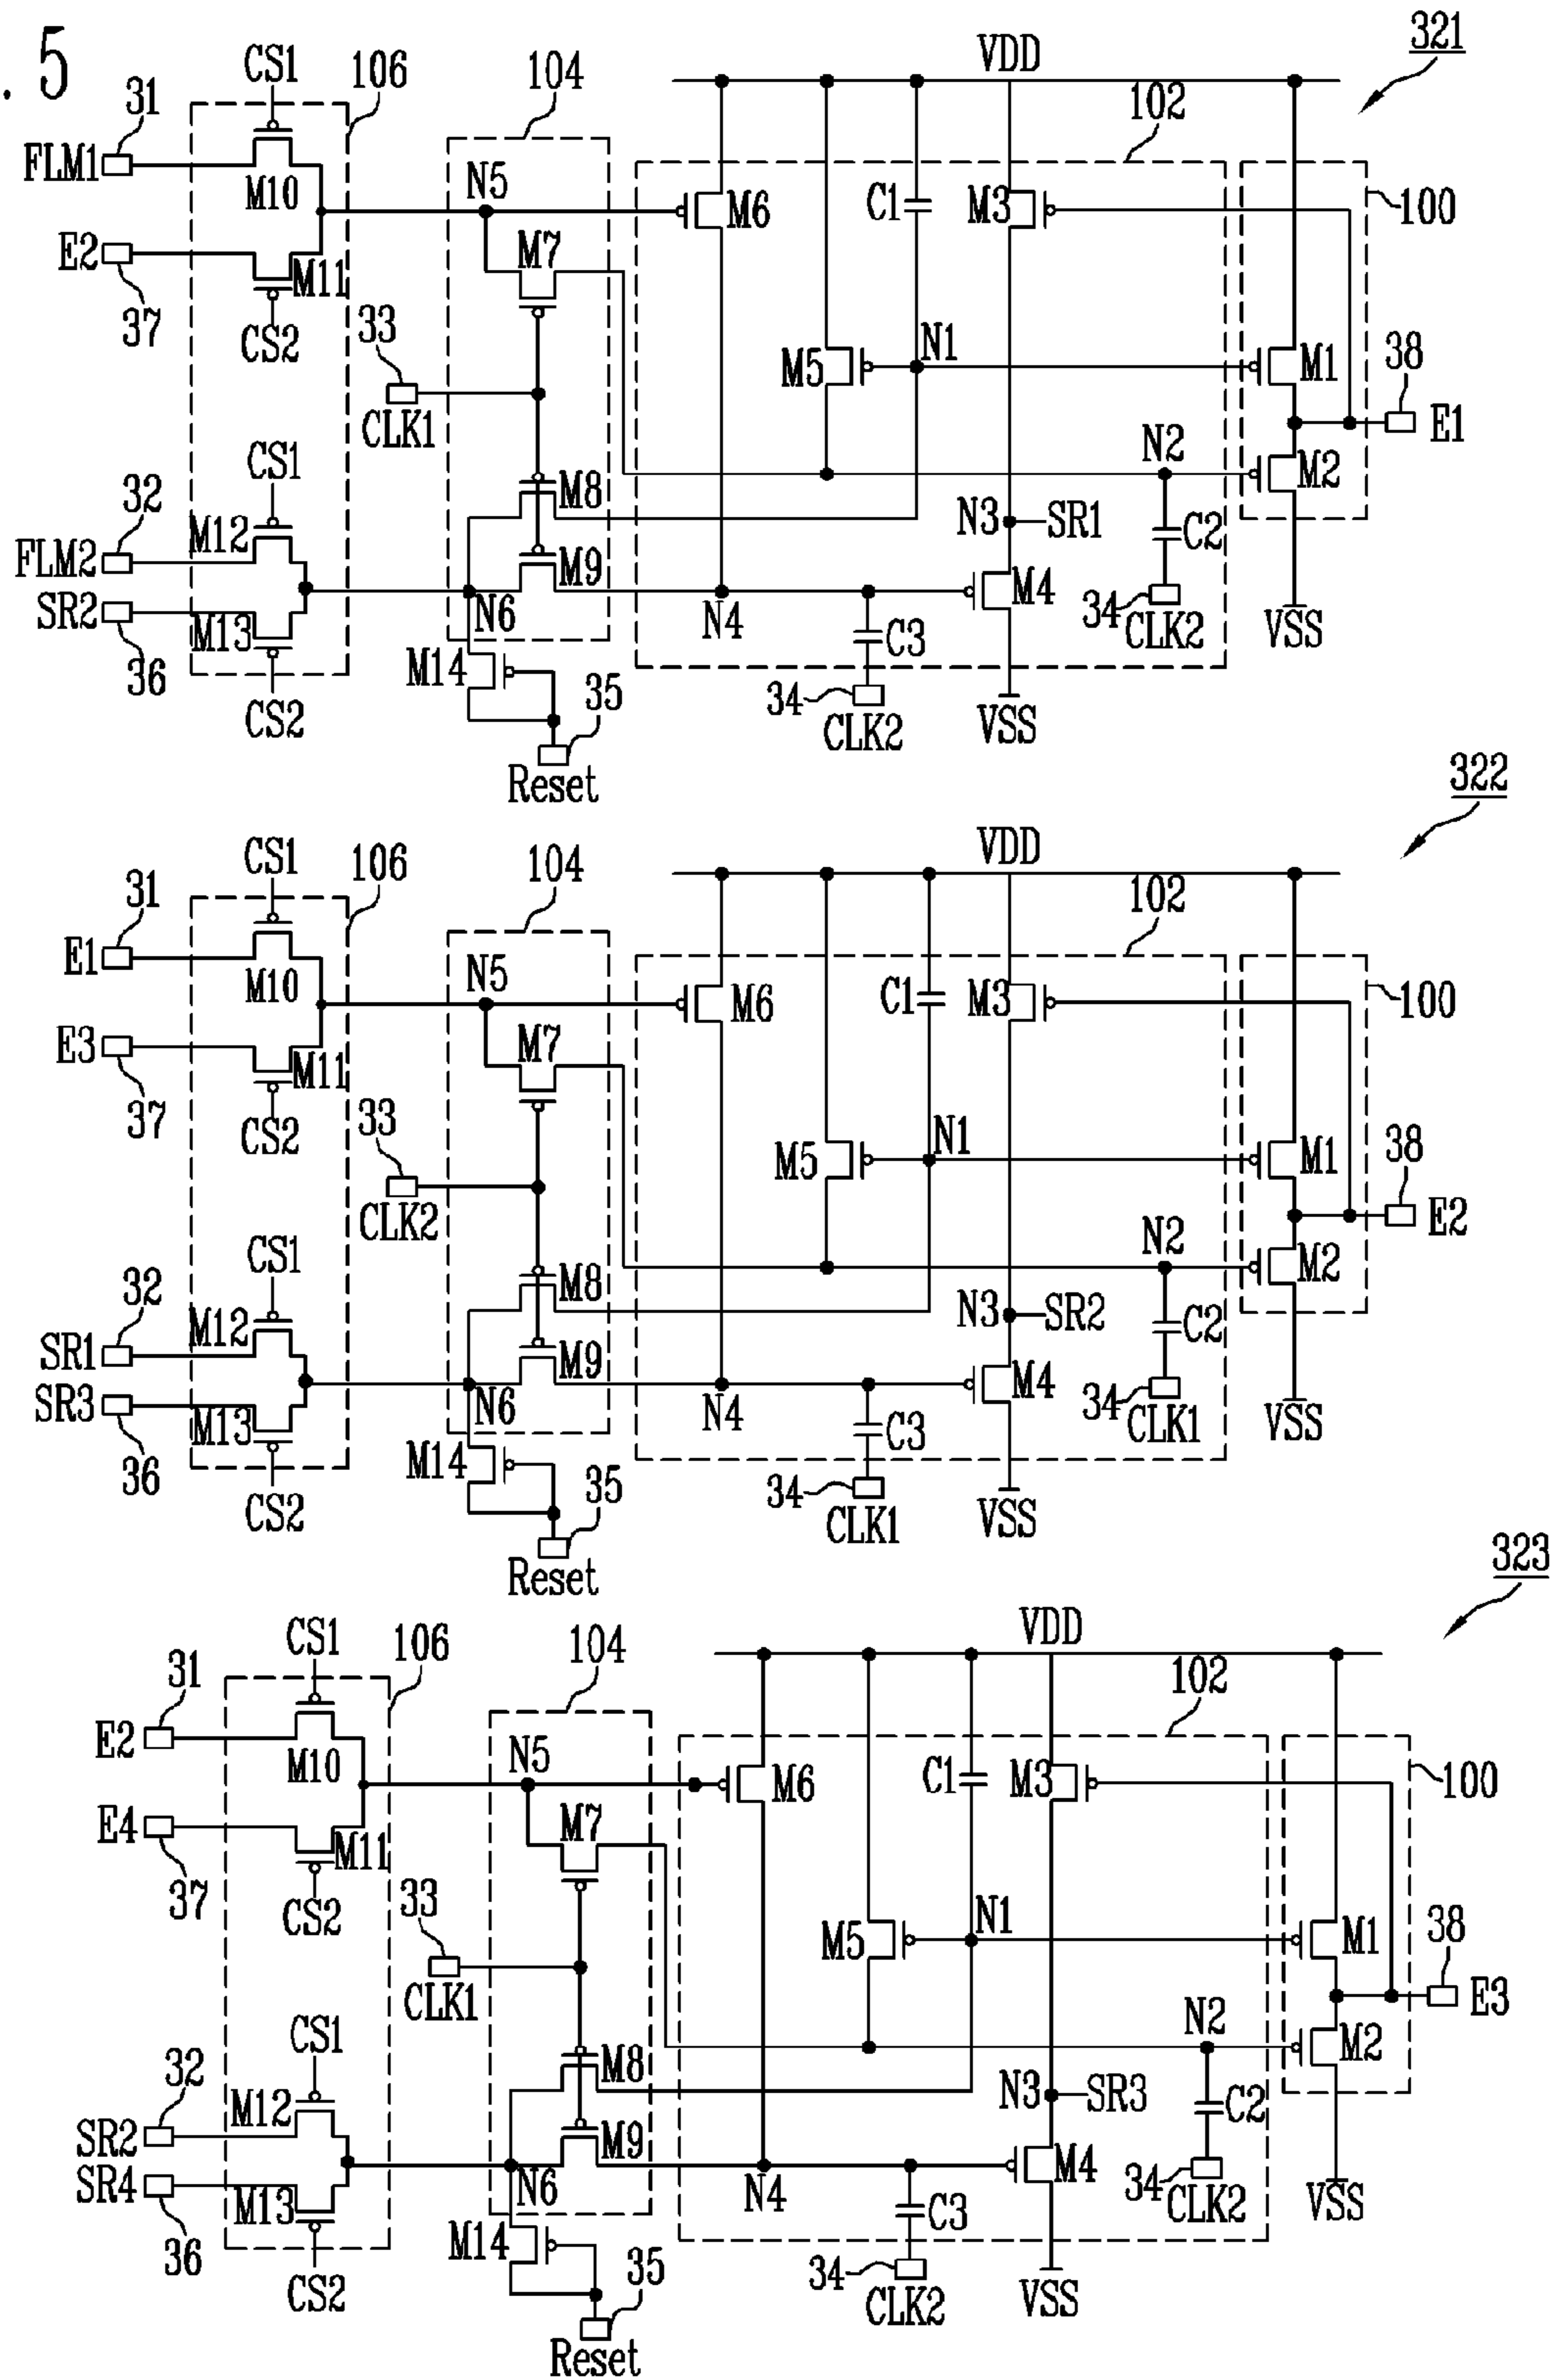 . 5
321
CS1
106
104
VDD
102
31
FLM1
M10
N5
M6
C1
M3
100
E2
M11
M7
37
CS2
33
M5
N1
M1
38
CLK1
E1
CS1
N2
M2
32
M12
M8
N3
SR1
C2
FLM2
M9
M4
SR2
M13
N6
N4
34
CLK2
VSS
36
M14
C3
CS2
35
34
CLK2
VSS
Reset
322
CS1
106
104
VDD
102
31
E1
M10
N5
M6
C1
M3
100
E3
M11
M7
37
CS2
33
M5
N1
M1
38
CLK2
E2
CS1
N2
M2
32
M12
M8
N3
SR2
C2
SR1
M9
M4
SR3
M13
N6
N4
34
CLK1
VSS
36
M14
C3
CS2
35
34
CLK1
VSS
Reset
323
CS1
106
104
VDD
102
31
E2
M10
N5
M6
C1
M3
100
E4
M11
M7
37
CS2
33
M5
N1
M1
38
CLK1
E3
CS1
N2
M2
32
M12
M8
N3
SR3
C2
SR2
M9
M4
SR4
M13
N6
N4
34
CLK2
VSS
36
M14
C3
CS2
35
34
CLK2
VSS
Reset